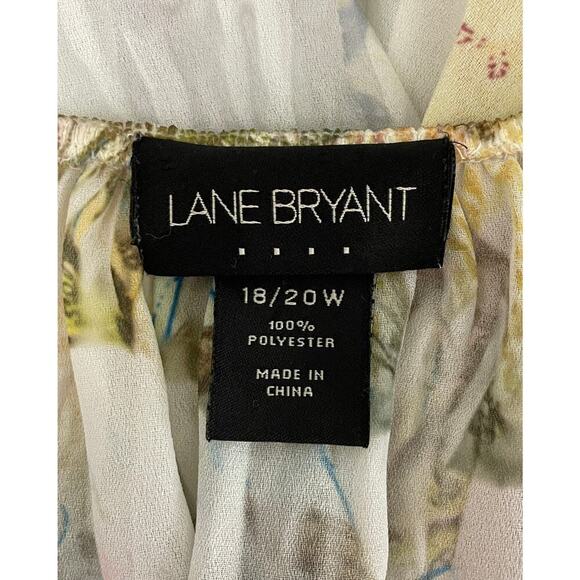 LANE BRYANT
18/20W
100%
POLYESTER
MADE IN
CHINA